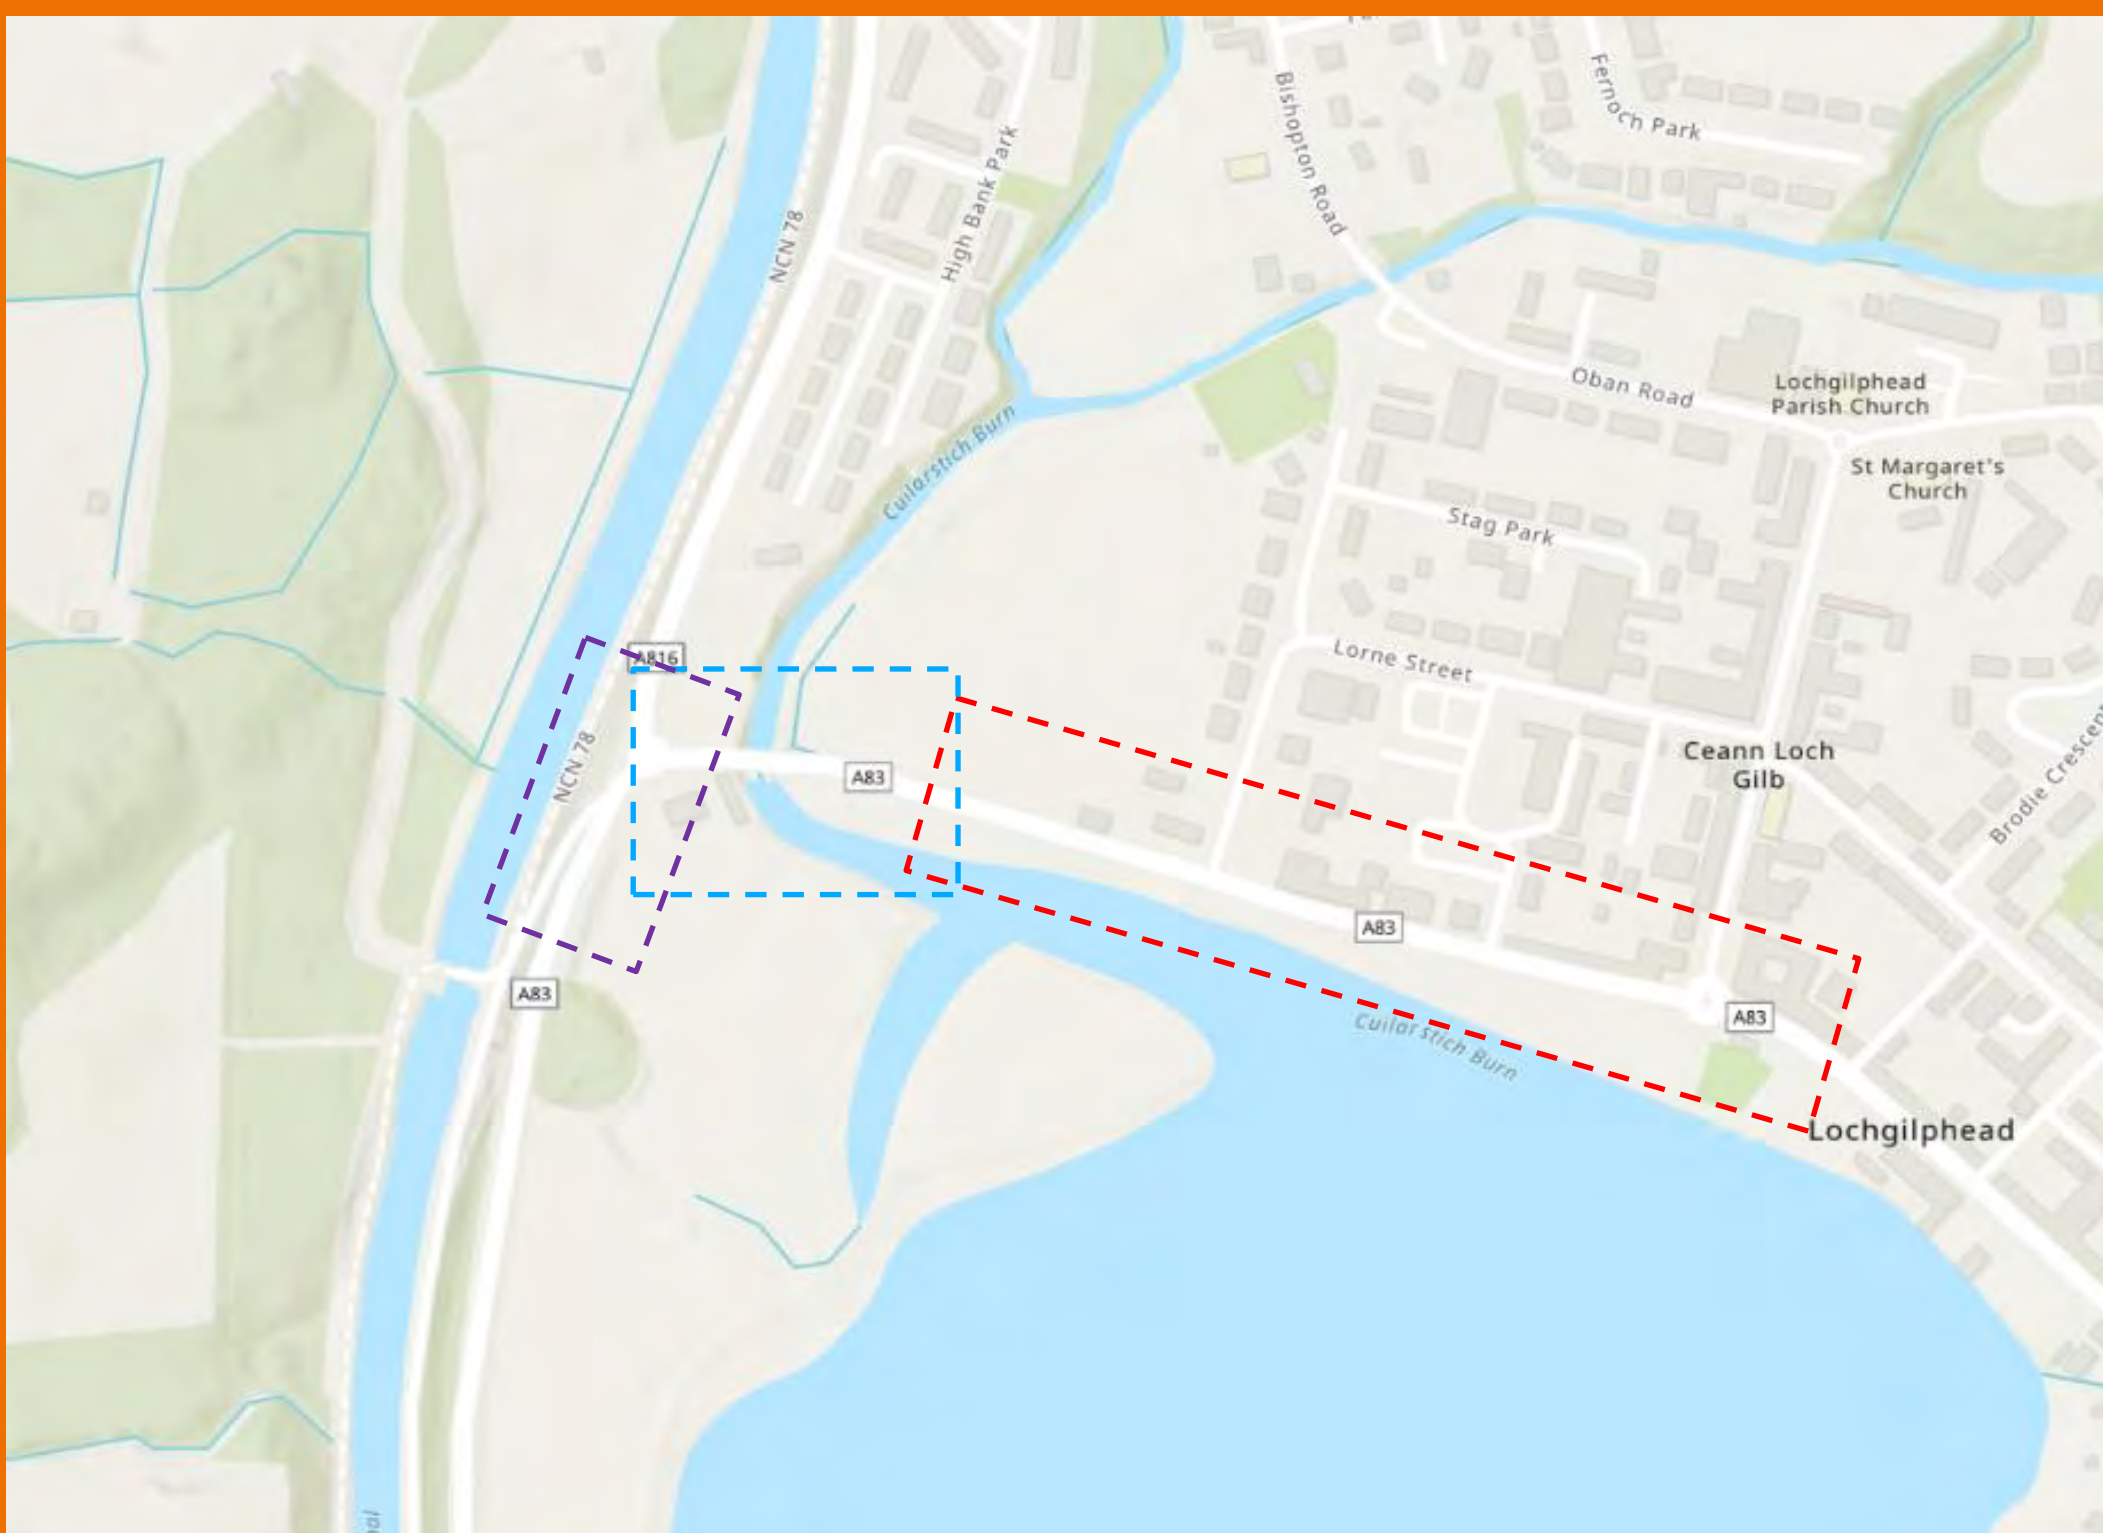 Bishopton Road
Fernoch Park
High Bank Park
NCN 78
Oban Road
Lochgilphead
Parish Church
St Margaret's
Church
Cuilarstich Burn
Stag Park
Lorne Street
A816
NCN 78
A83
Ceann Loch
Gilb
Brodie Crescent
A83
A83
A83
Cuilarstich Burn
Lochgilphead